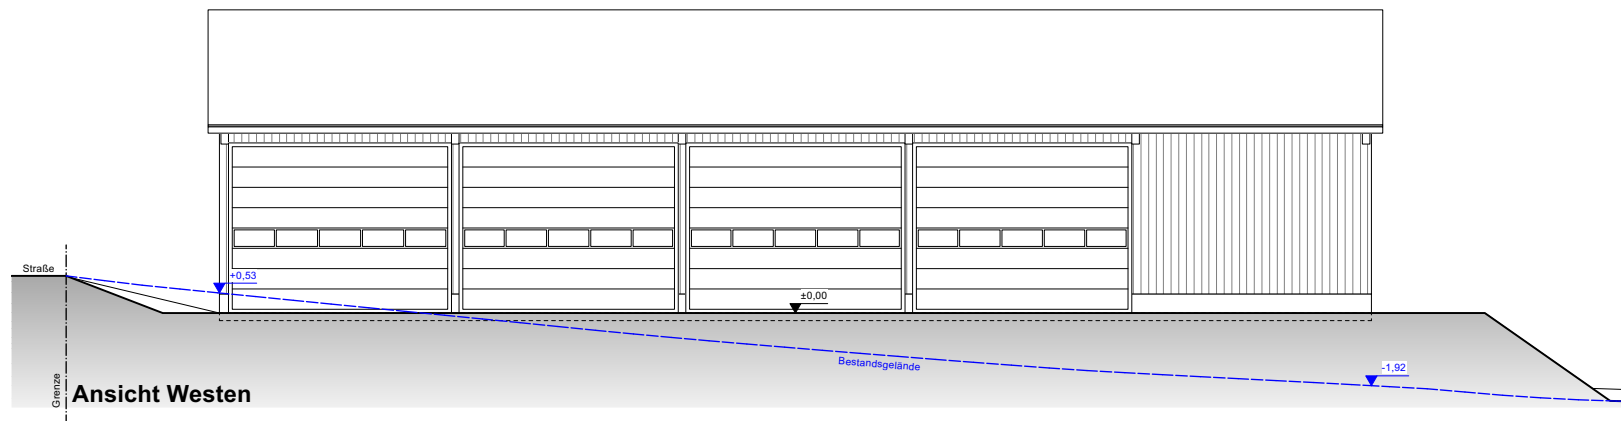 Straße
+0,53
±0,00
Bestandsgelände
-1,92
Grenze
Ansicht Westen